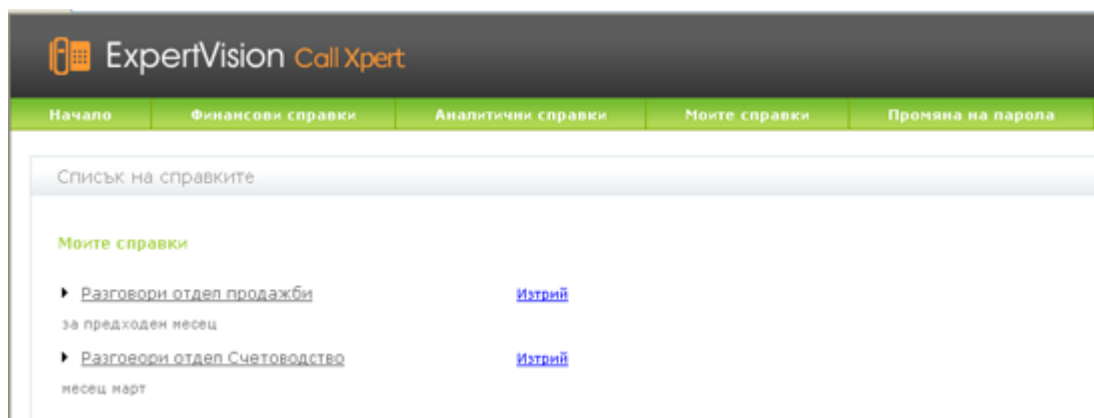 ExpertVision Call Xpert
Начало Финансови справки Аналитични справки Моите справки Промяна на парола
Списък на справките
Моите справки
Разговори отдел продажби Изтрий
за предходен месец
Разговори отдел Счетоводство Изтрий
месец март